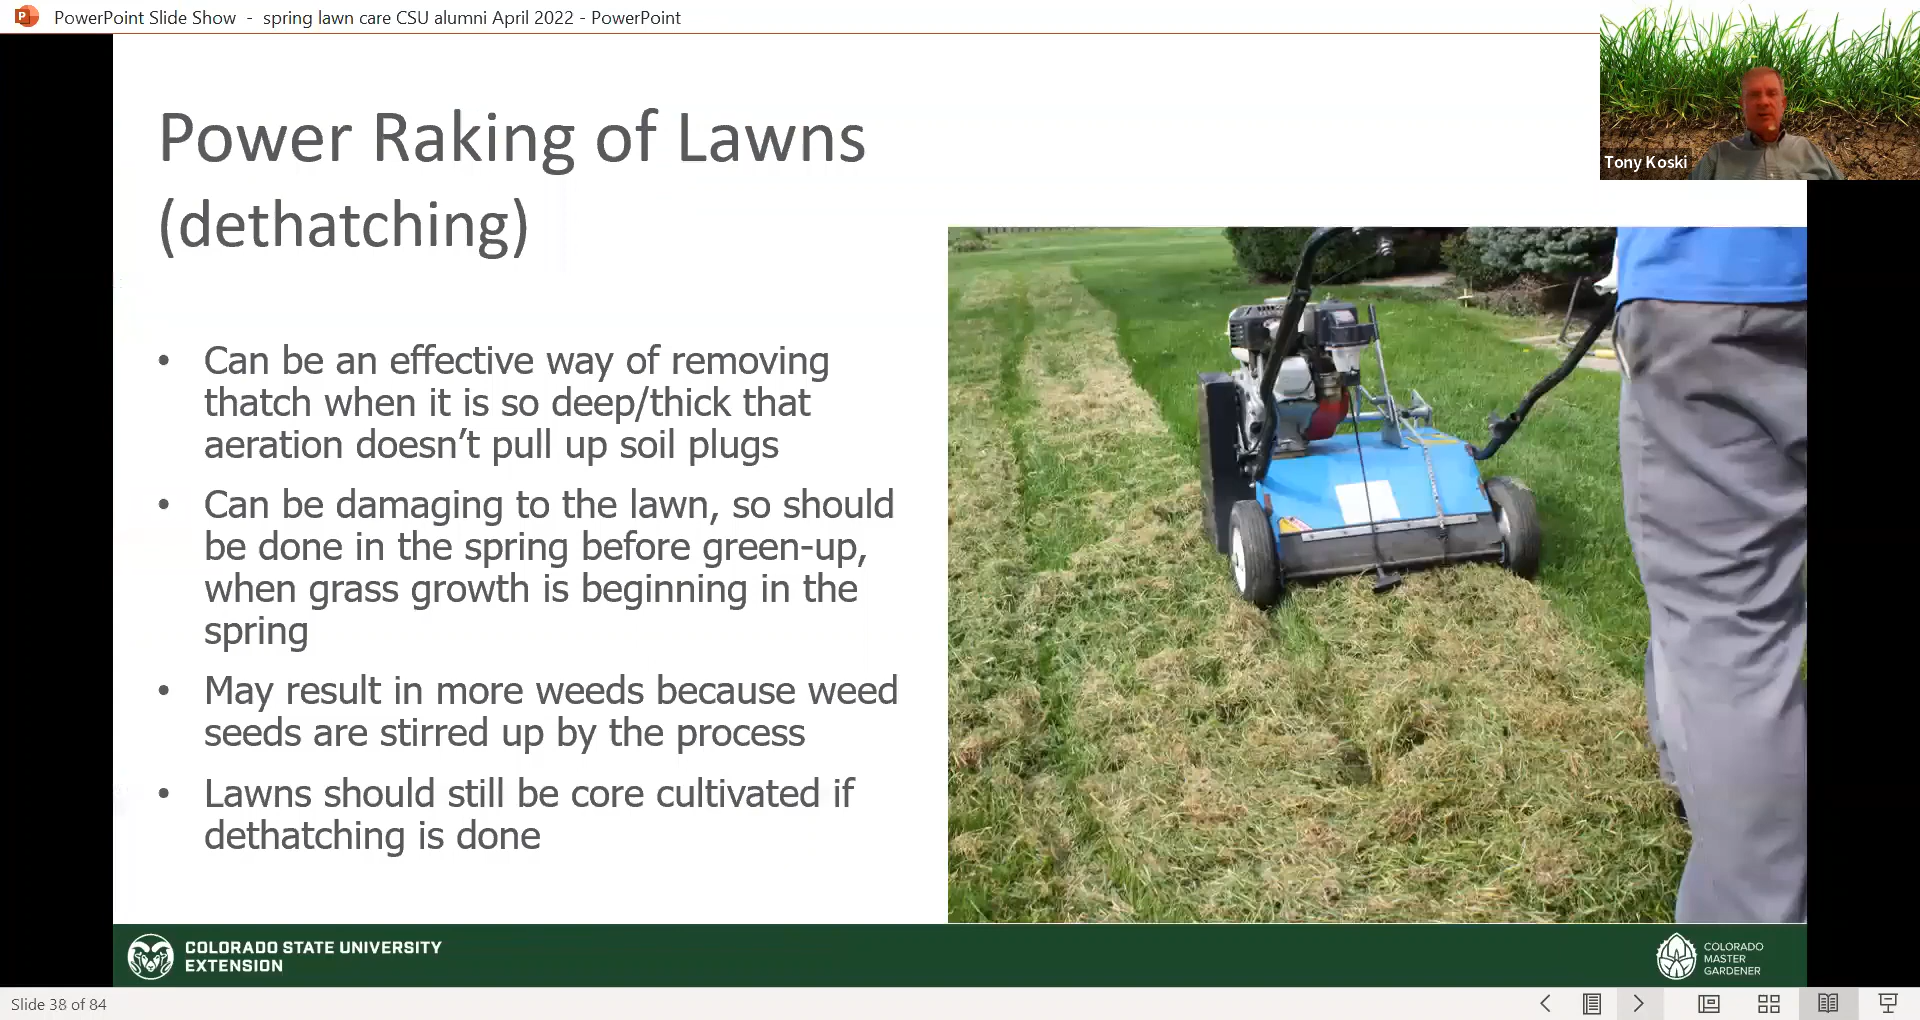 PowerPoint Slide Show  -  spring lawn care CSU alumni April 2022 - PowerPoint
Tony Koski
Power Raking of Lawns
(dethatching)
• Can be an effective way of removing
thatch when it is so deep/thick that
aeration doesn’t pull up soil plugs
• Can be damaging to the lawn, so should
be done in the spring before green-up,
when grass growth is beginning in the
spring
• May result in more weeds because weed
seeds are stirred up by the process
• Lawns should still be core cultivated if
dethatching is done
COLORADO STATE UNIVERSITY
EXTENSION
COLORADO
MASTER
GARDENER
Slide 38 of 84